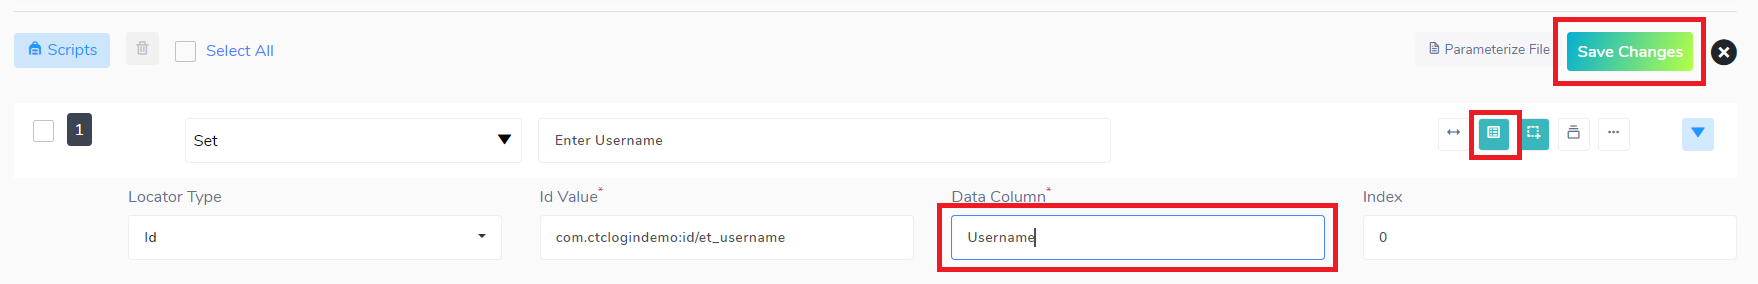 Scripts
Select All
Parameterize File
Save Changes
1
Set
Enter Username
Locator Type
Id Value*
Data Column*
Index
Id
com.ctclogindemo:id/et_username
Username
0